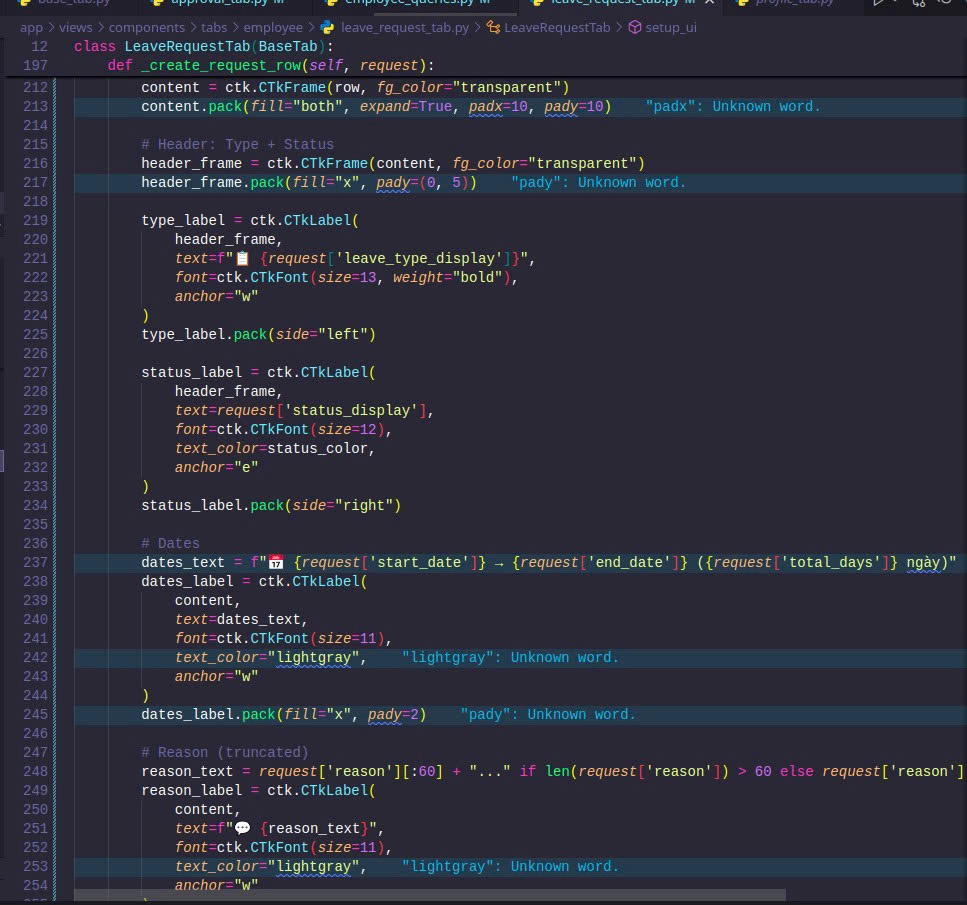 base_tab.py approval_tab.py M employee_queries.py M leave_request_tab.py M profile_tab.py
app > views > components > tabs > employee > leave_request_tab.py > LeaveRequestTab > setup_ui
12 class LeaveRequestTab(BaseTab):
197 def _create_request_row(self, request):
212 content = ctk.CTkFrame(row, fg_color="transparent")
213 content.pack(fill="both", expand=True, padx=10, pady=10) "padx": Unknown word.
214
215 # Header: Type + Status
216 header_frame = ctk.CTkFrame(content, fg_color="transparent")
217 header_frame.pack(fill="x", pady=(0, 5)) "pady": Unknown word.
218
219 type_label = ctk.CTkLabel(
220 header_frame,
221 text=f"📋 {request['leave_type_display']}",
222 font=ctk.CTkFont(size=13, weight="bold"),
223 anchor="w"
224 )
225 type_label.pack(side="left")
226
227 status_label = ctk.CTkLabel(
228 header_frame,
229 text=request['status_display'],
230 font=ctk.CTkFont(size=12),
231 text_color=status_color,
232 anchor="e"
233 )
234 status_label.pack(side="right")
235
236 # Dates
237 dates_text = f"📅 {request['start_date']} → {request['end_date']} ({request['total_days']} ngày)"
238 dates_label = ctk.CTkLabel(
239 content,
240 text=dates_text,
241 font=ctk.CTkFont(size=11),
242 text_color="lightgray", "lightgray": Unknown word.
243 anchor="w"
244 )
245 dates_label.pack(fill="x", pady=2) "pady": Unknown word.
246
247 # Reason (truncated)
248 reason_text = request['reason'][:60] + "..." if len(request['reason']) > 60 else request['reason']
249 reason_label = ctk.CTkLabel(
250 content,
251 text=f"💬 {reason_text}",
252 font=ctk.CTkFont(size=11),
253 text_color="lightgray", "lightgray": Unknown word.
254 anchor="w"
255 )